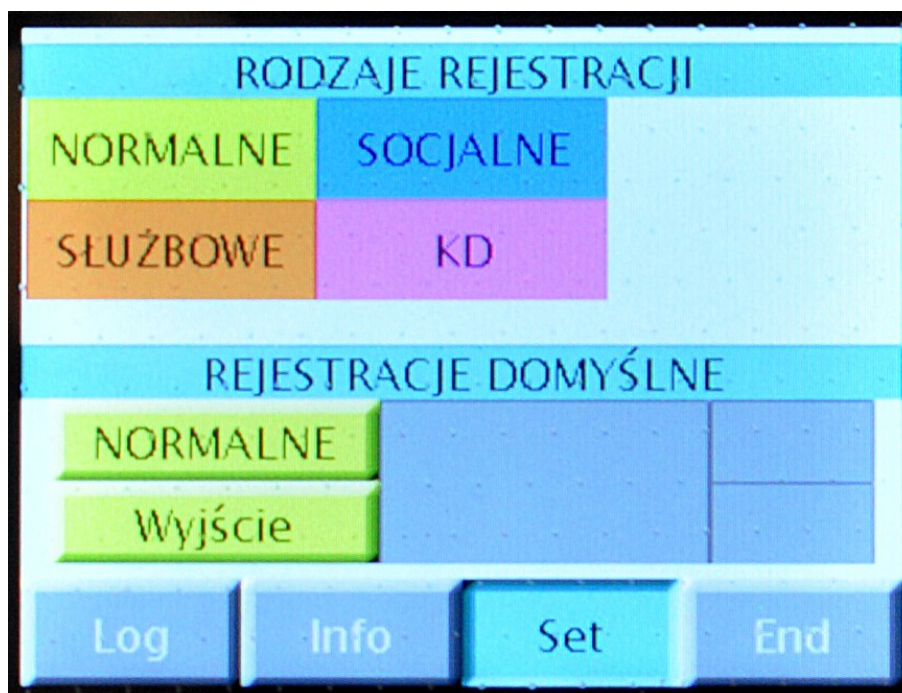 RODZAJE REJESTRACJI
NORMALNE SOCJALNE
SŁUŻBOWE KD
REJESTRACJE DOMYŚLNE
NORMALNE
Wyjście
Log Info Set End